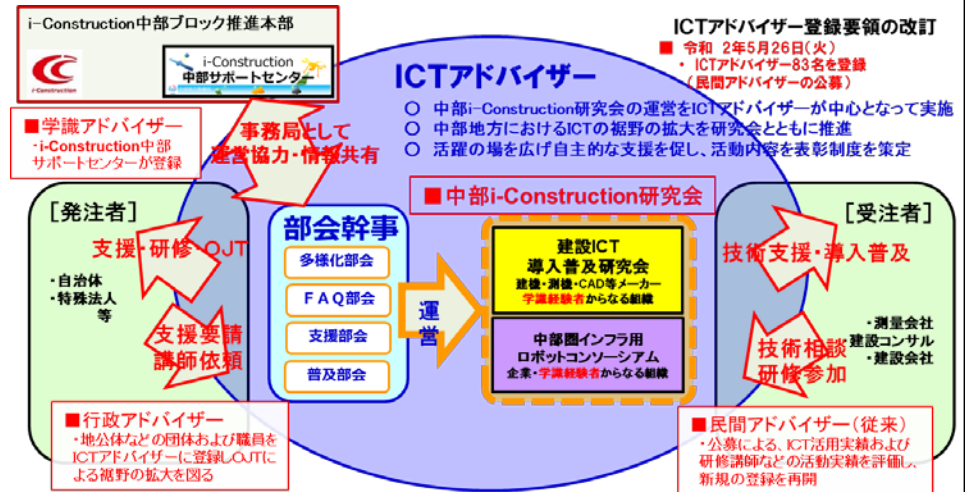 i-Construction中部ブロック推進本部
i-Construction
i-Construction
中部サポートセンター
ICTアドバイザー登録要領の改訂
■ 令和 2年5月26日(火)
・ ICTアドバイザー83名を登録
(民間アドバイザーの公募)
ICTアドバイザー
○ 中部i-Construction研究会の運営をICTアドバイザーが中心となって実施
○ 中部地方におけるICTの裾野の拡大を研究会とともに推進
○ 活躍の場を広げ自主的な支援を促し、活動内容を表彰制度を策定
■学識アドバイザー
・i-Construction中部
サポートセンターが登録
事務局として
運営協力・情報共有
[発注者]
支援・研修・OJT
・自治体
・特殊法人
等
支援要請
講師依頼
部会幹事
多様化部会
FAQ部会
支援部会
普及部会
運営
■中部i-Construction研究会
建設ICT
導入普及研究会
建機・測機・CAD等メーカー
学識経験者からなる組織
中部圏インフラ用
ロボットコンソーシアム
企業・学識経験者からなる組織
[受注者]
技術支援・導入普及
・測量会社
・建設コンサル
・建設会社
技術相談
研修参加
■行政アドバイザー
・地公体などの団体および職員を
ICTアドバイザーに登録しOJTに
よる裾野の拡大を図る
■民間アドバイザー(従来)
・公募による、ICT活用実績および
研修講師などの活動実績を評価し、
新規の登録を再開